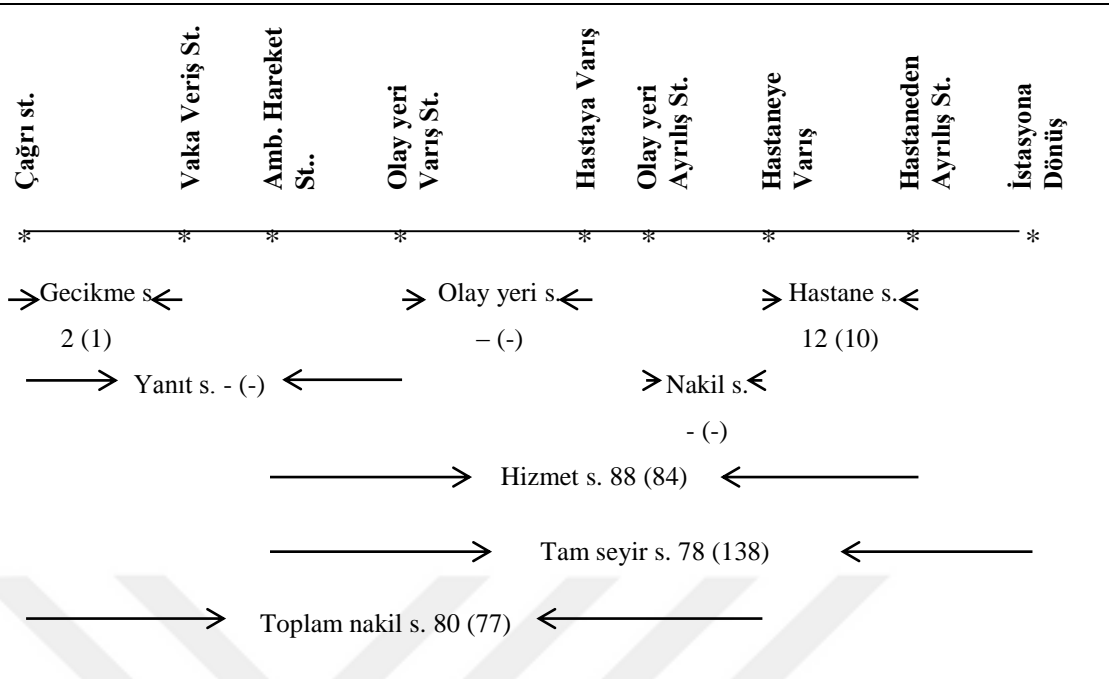 Çağrı st.
Vaka Veriş St.
Amb. Hareket
St..
Olay yeri
Varış St.
Hastaya Varış
Olay yeri
Ayrılış St.
Hastaneye
Varış
Hastaneden
Ayrılış St.
İstasyona
Dönüş
* * * * * * * * *
Gecikme s. Olay yeri s. Hastane s.
2 (1) – (-) 12 (10)
Yanıt s. - (-) Nakil s.
- (-)
Hizmet s. 88 (84)
Tam seyir s. 78 (138)
Toplam nakil s. 80 (77)